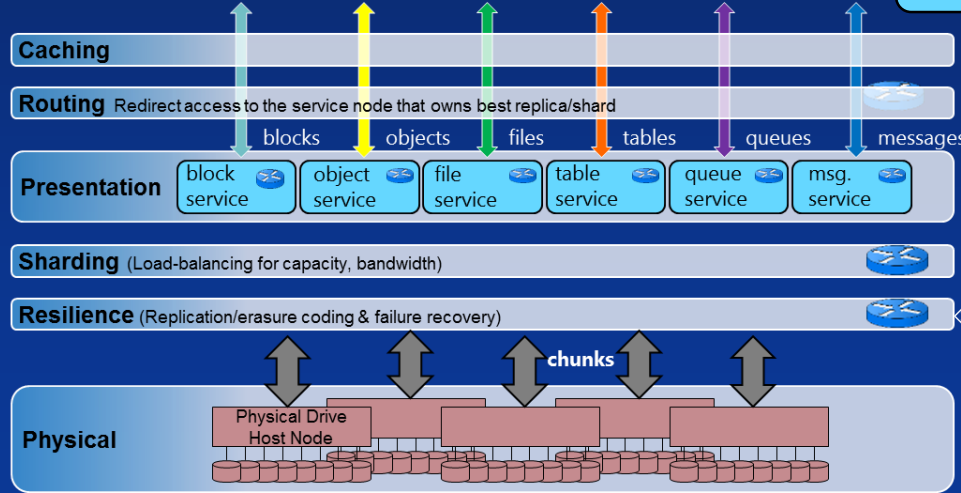 Caching
Routing Redirect access to the service node that owns best replica/shard
blocks objects files tables queues messages
Presentation
block service
object service
file service
table service
queue service
msg. service
Sharding (Load-balancing for capacity, bandwidth)
Resilience (Replication/erasure coding & failure recovery)
chunks
Physical
Physical Drive
Host Node